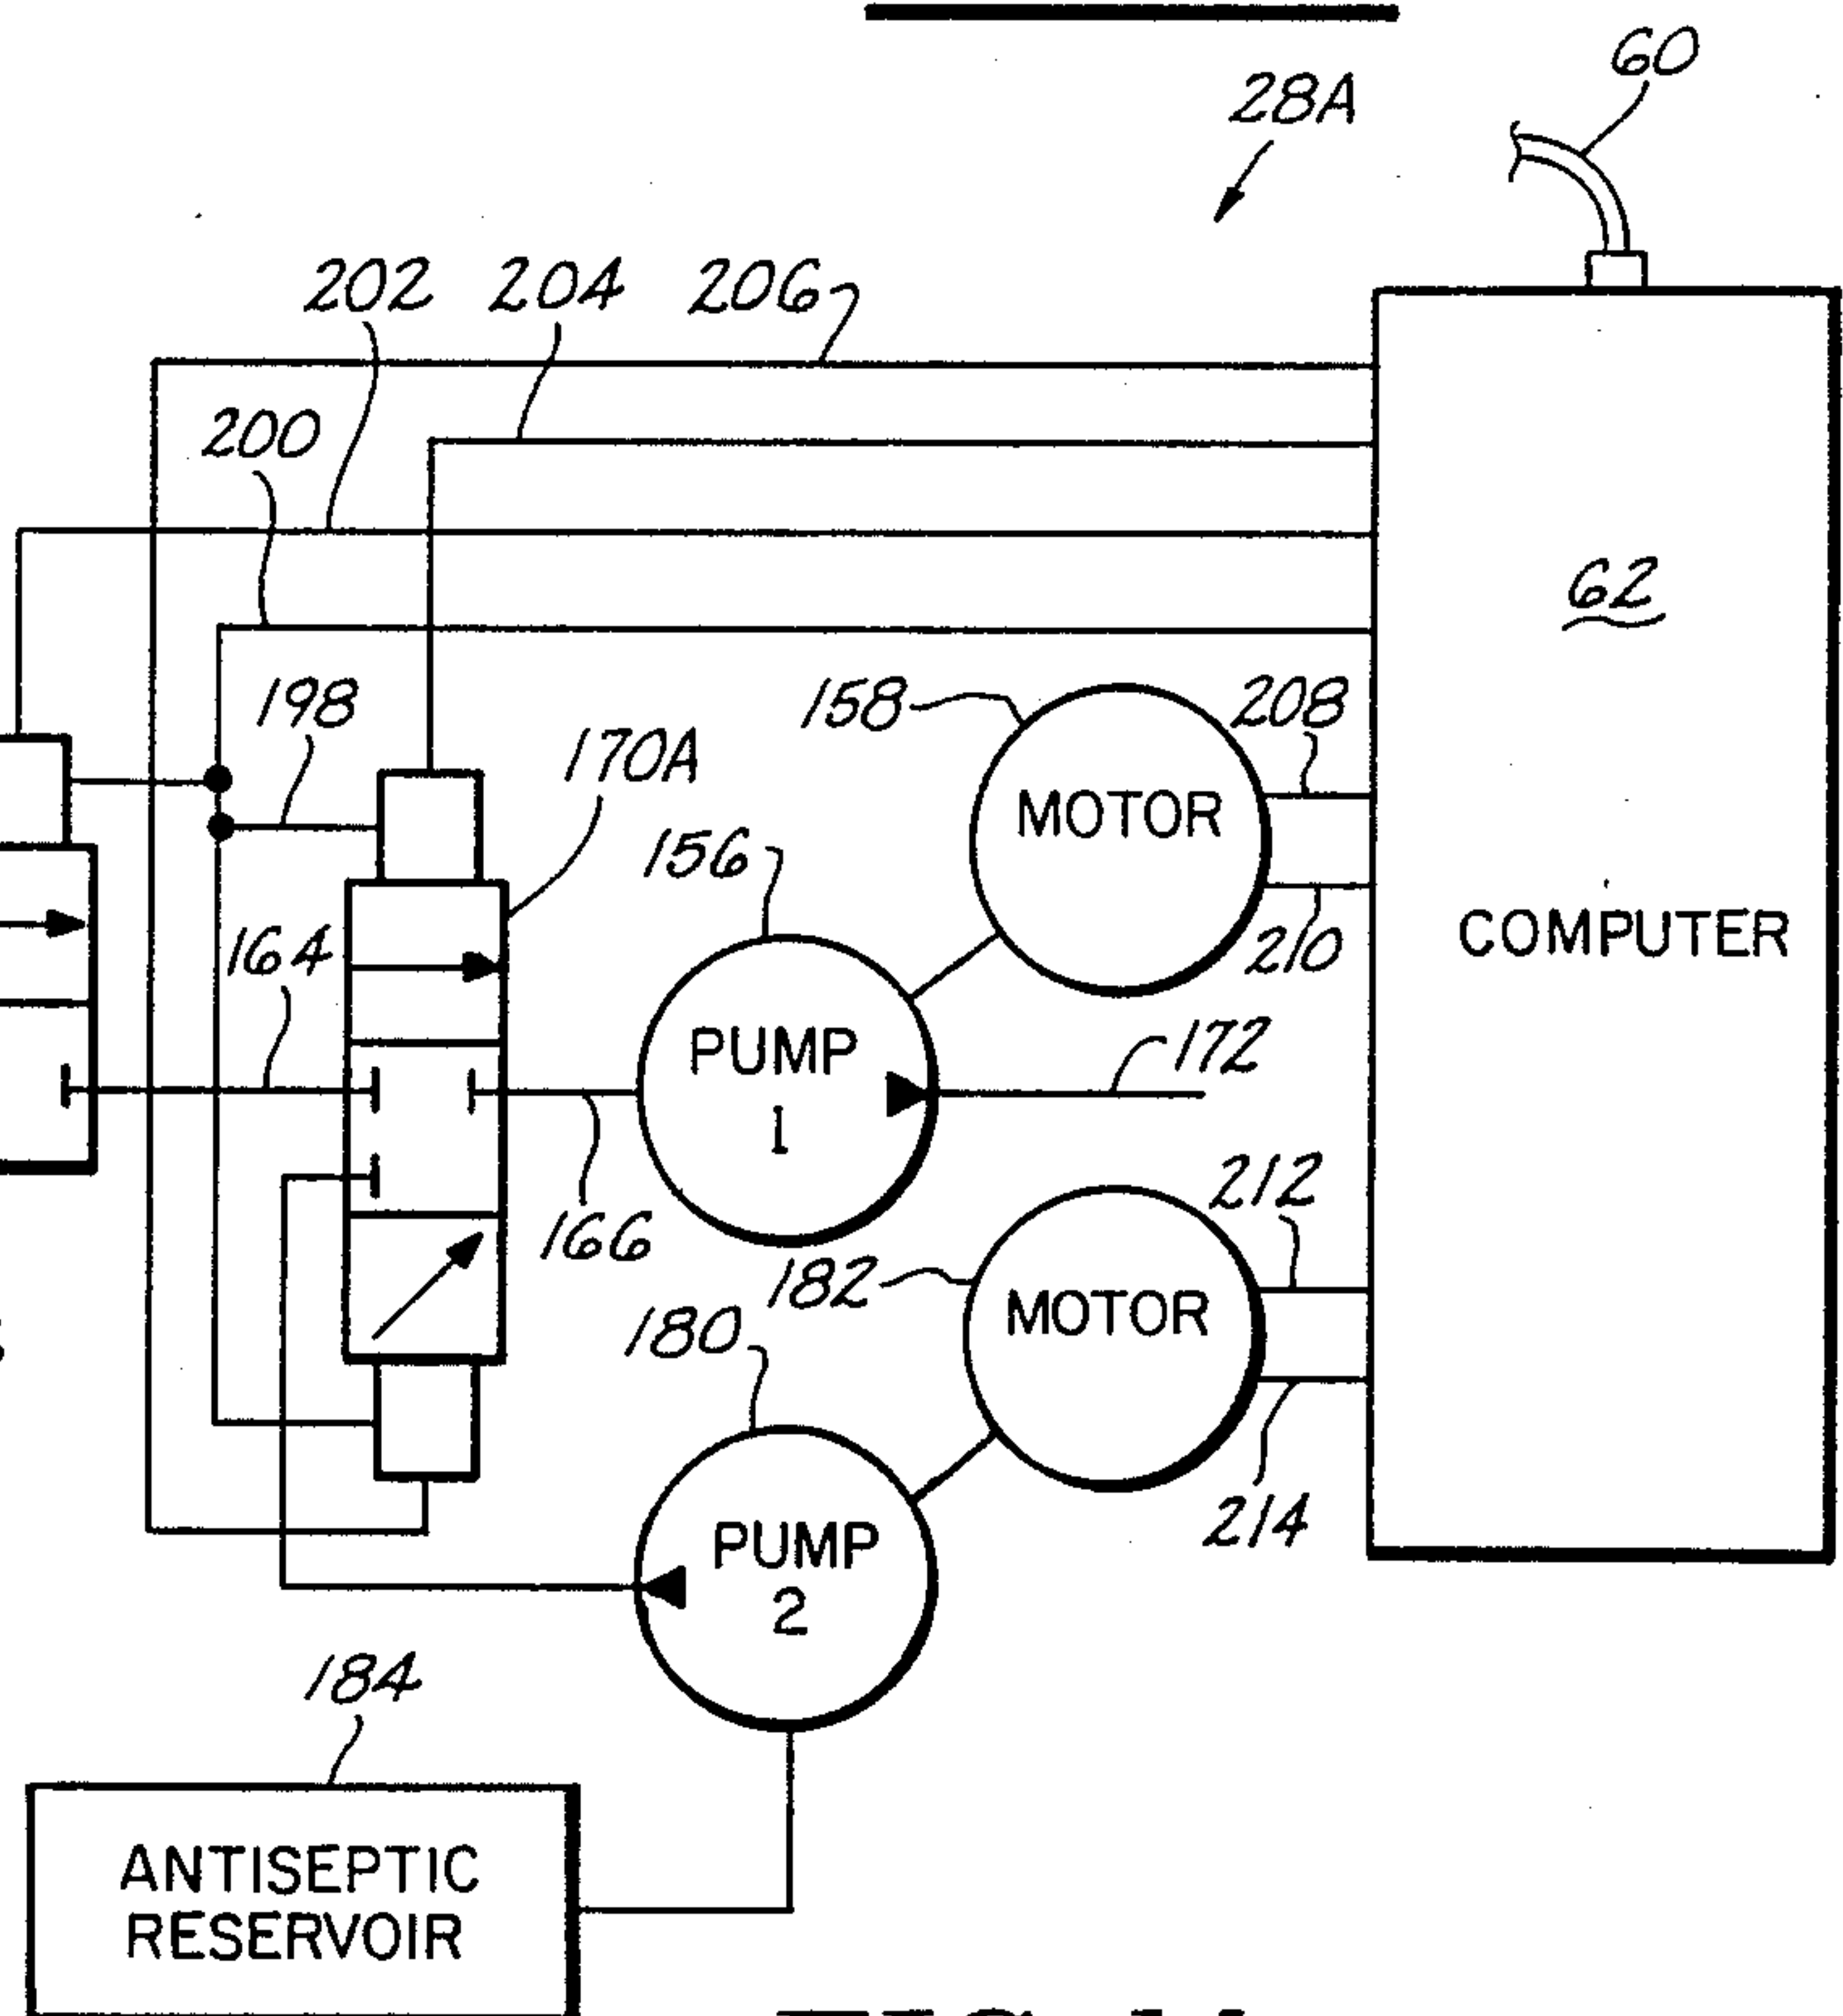 60
28A
202 204 206
200
62
198
158
208
170A
MOTOR
156
COMPUTER
164
210
PUMP
1
172
212
166
182
MOTOR
180
214
PUMP
2
184
ANTISEPTIC
RESERVOIR